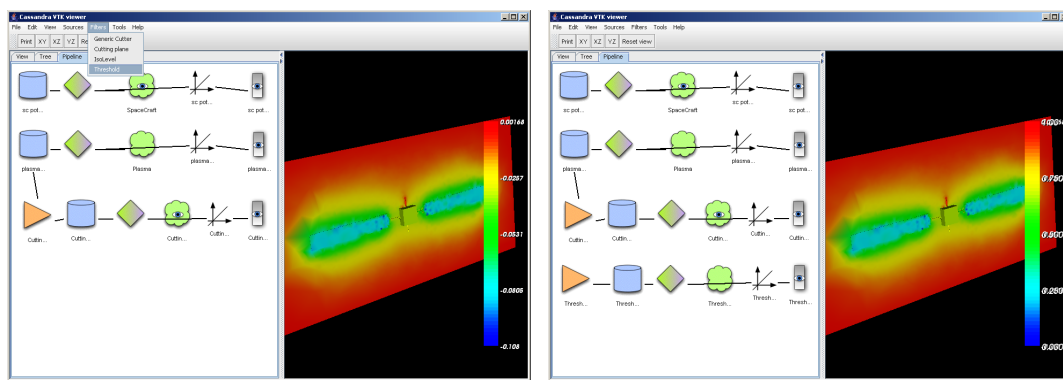 Cassandra VTK viewer
File Edit View Sources Filters Tools Help
Print XY XZ YZ Re
Generic Cutter
Cutting plane
IsoLevel
Threshold
View Tree Pipeline
sc pot... SpaceCraft sc pot... sc pot...
plasma... Plasma plasma... plasma...
Cuttin... Cuttin... Cuttin... Cuttin... Cuttin...
0.00168
-0.0257
-0.0531
-0.0805
-0.108
Cassandra VTK viewer
File Edit View Sources Filters Tools Help
Print XY XZ YZ Reset view
View Tree Pipeline
sc pot... SpaceCraft sc pot... sc pot...
plasma... Plasma plasma... plasma...
Cuttin... Cuttin... Cuttin... Cuttin... Cuttin...
Thresh... Thresh... Thresh... Thresh... Thresh...